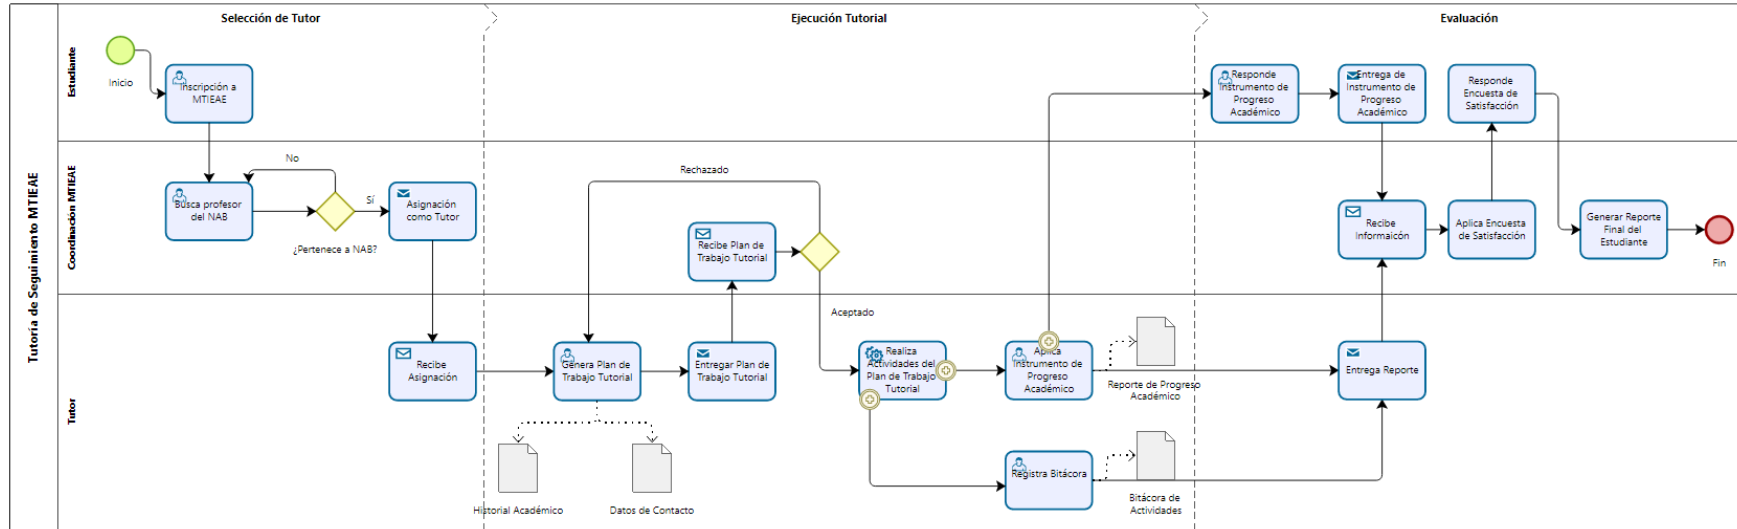 Selección de Tutor
Ejecución Tutorial
Evaluación
Tutoría de Seguimiento MTIEAE
Estudiante
Inicio
Inscripción a
MTIEAE
Responde
Instrumento de
Progreso
Académico
Entrega de
Instrumento de
Progreso
Académico
Responde
Encuesta de
Satisfacción
Coordinación MTIEAE
Busca profesor
del NAB
No
Sí
¿Pertenece a NAB?
Asignación
como Tutor
Rechazado
Recibe Plan de
Trabajo Tutorial
Aceptado
Recibe
Informaicón
Aplica Encuesta
de Satisfacción
Generar Reporte
Final del
Estudiante
Fin
Tutor
Recibe
Asignación
Genera Plan de
Trabajo Tutorial
Entregar Plan de
Trabajo Tutorial
Realiza
Actividades del
Plan de Trabajo
Tutorial
Aplica
Instrumento de
Progreso
Académico
Reporte de Progreso
Académico
Entrega Reporte
Historial Académico
Datos de Contacto
Registra Bitácora
Bitácora de
Actividades